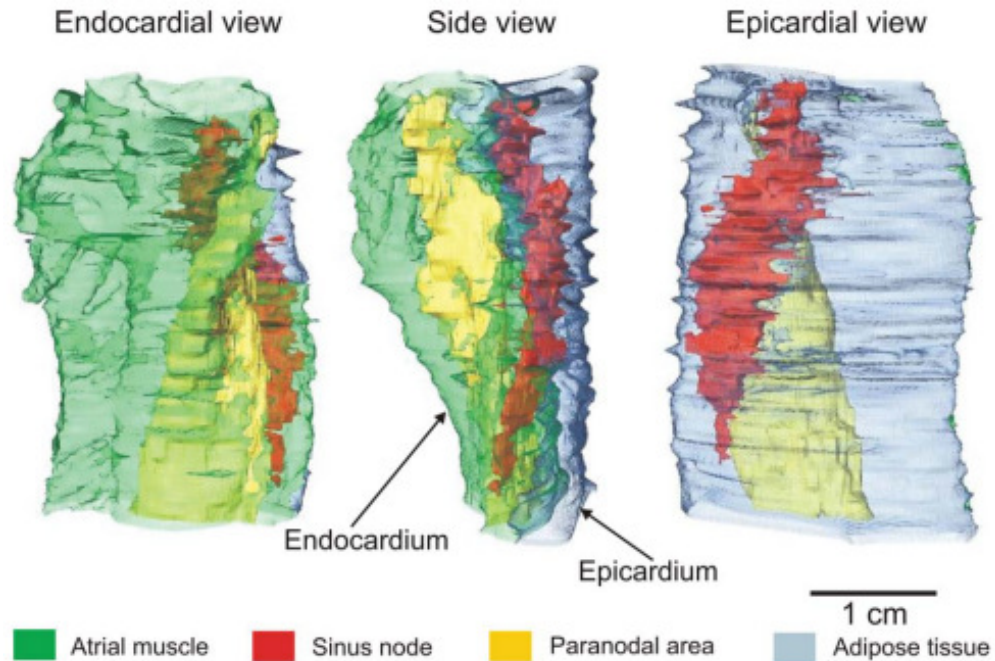 Endocardial view
Side view
Epicardial view
Endocardium
Epicardium
1 cm
Atrial muscle
Sinus node
Paranodal area
Adipose tissue